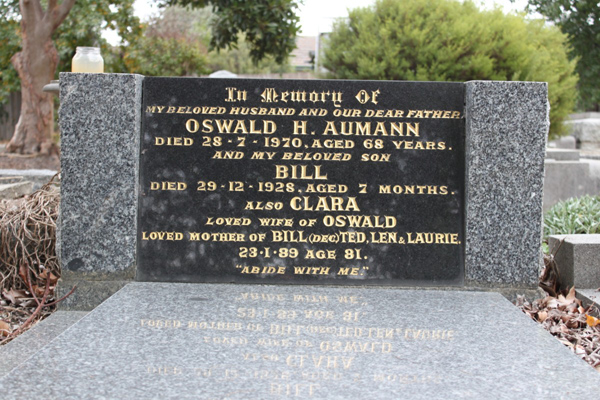 In Memory Of
MY BELOVED HUSBAND AND OUR DEAR FATHER
OSWALD H. AUMANN
DIED 28-7-1970, AGED 68 YEARS.
AND MY BELOVED SON
BILL
DIED 29-12-1928, AGED 7 MONTHS.
ALSO CLARA
LOVED WIFE OF OSWALD
LOVED MOTHER OF BILL (DEC) TED, LEN & LAURIE.
23-1-89 AGE 81.
"ABIDE WITH ME."